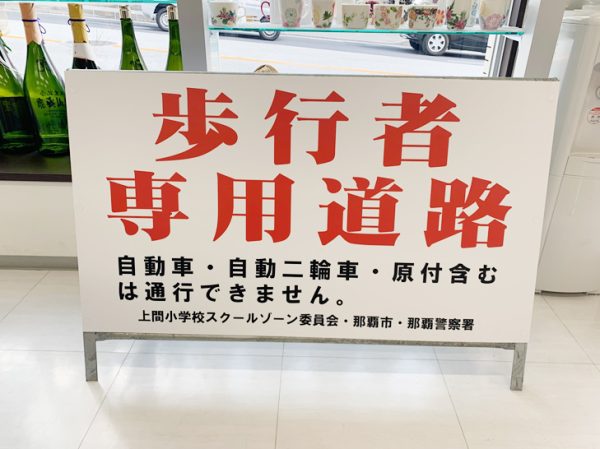 歩行者
専用道路
自動車・自動二輪車・原付含む
は通行できません。
上間小学校スクールゾーン委員会・那覇市・那覇警察署